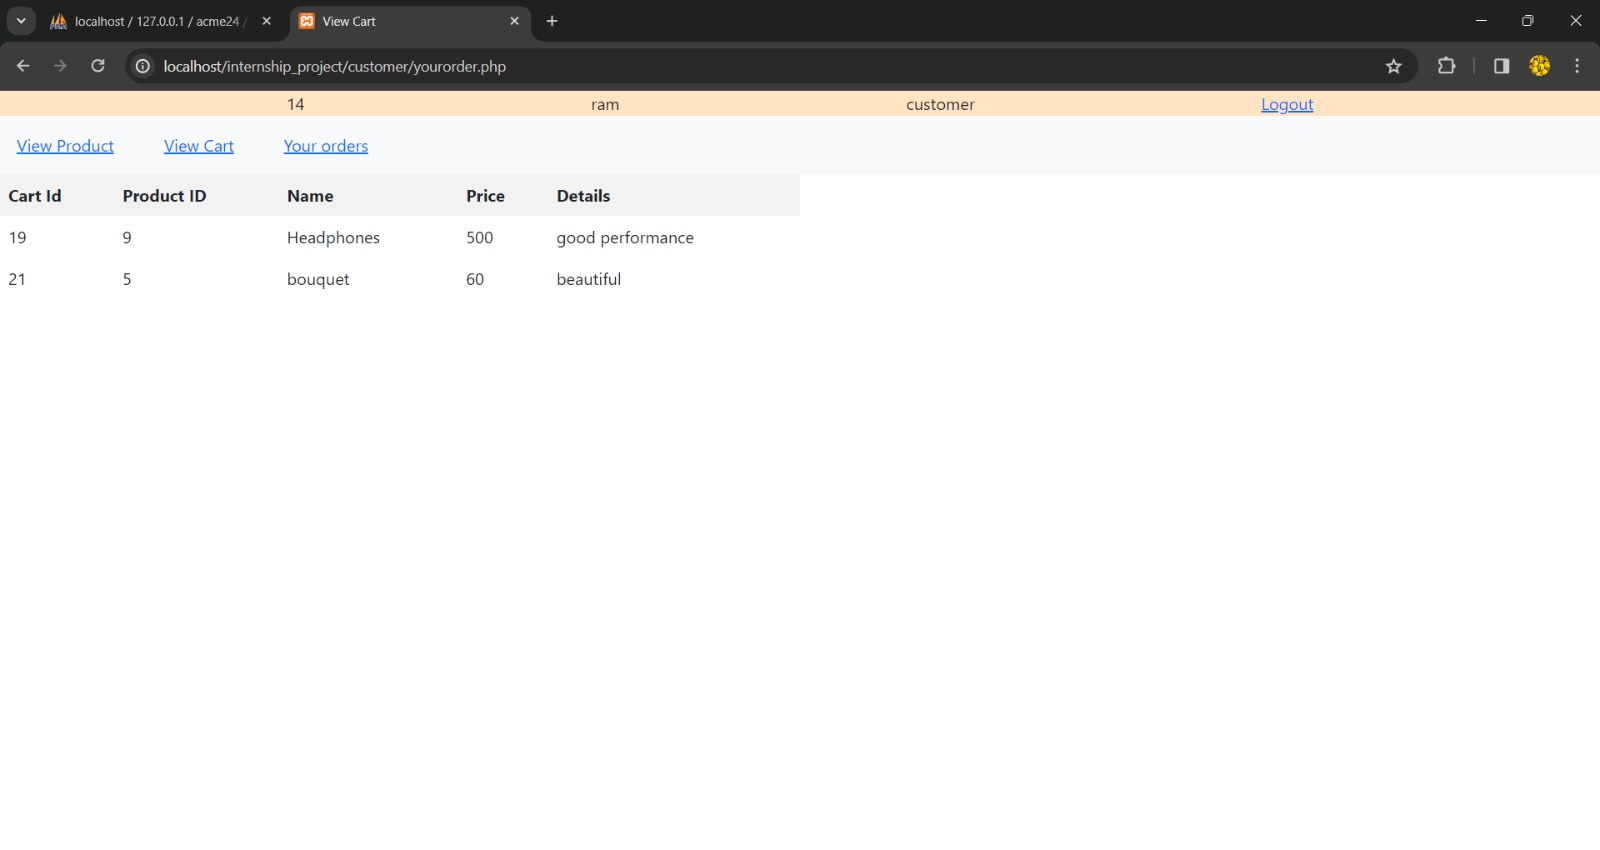 localhost / 127.0.0.1 / acme24 / View Cart
localhost/internship_project/customer/yourorder.php
14 ram customer Logout
View Product View Cart Your orders
Cart Id Product ID Name Price Details
19 9 Headphones 500 good performance
21 5 bouquet 60 beautiful